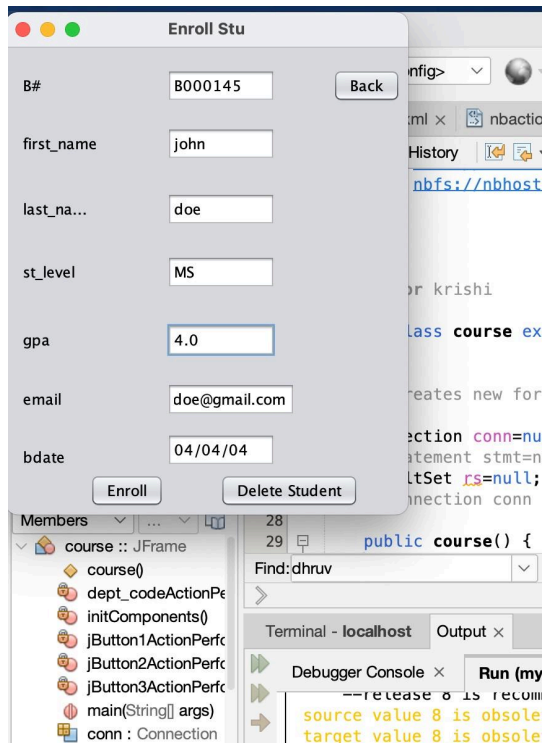 Enroll Stu
B#
B000145
Back
first_name
john
last_na...
doe
st_level
MS
gpa
4.0
email
doe@gmail.com
bdate
04/04/04
Enroll
Delete Student
onfig>
xml
nbactio
History
nbfs://nbhost
or krishi
lass course ex
reates new for
ection conn=nu
atement stmt=n
ltSet rs=null;
nnection conn
28
29 public course() {
Members
...
course :: JFrame
course()
dept_codeActionPe
initComponents()
jButton1ActionPerfo
jButton2ActionPerfo
jButton3ActionPerfo
main(String[] args)
conn : Connection
Find: dhruv
Terminal - localhost
Output
Debugger Console
Run (my
--release 8 is recom
source value 8 is obsole
target value 8 is obsole